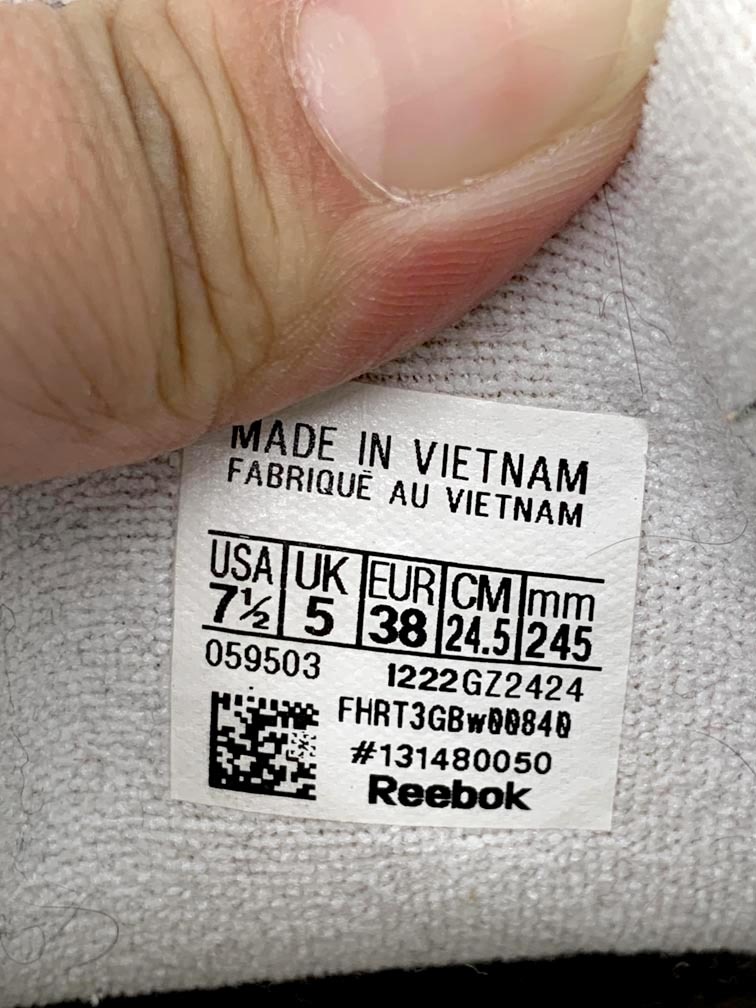 MADE IN VIETNAM
FABRIQUÉ AU VIETNAM
USA UK EUR CM mm
7½ 5 38 24.5 245
059503 1222GZ2424
FHRT3GBw00840
#131480050
Reebok